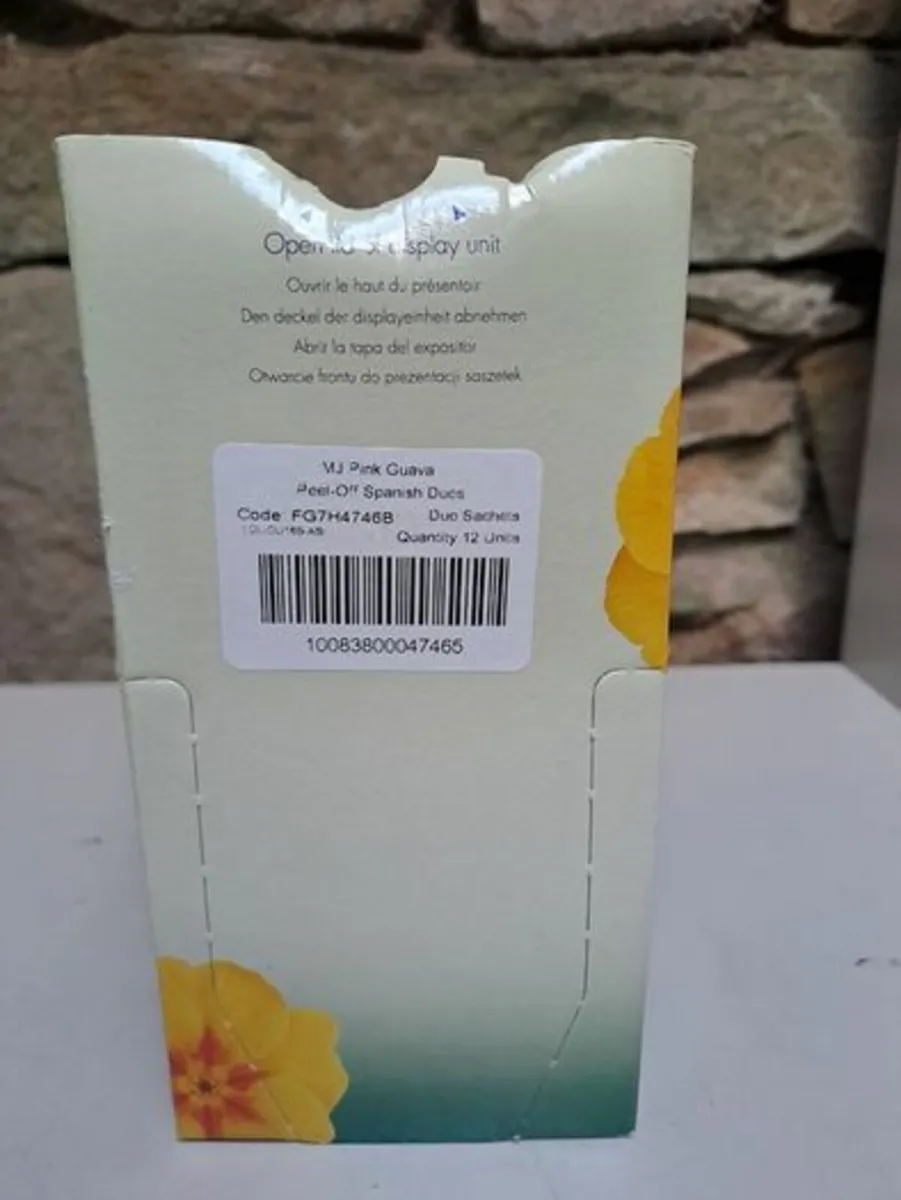 Open display unit
Ouvrir le haut du présentoir
Den deckel der displayeinheit abnehmen
Abrir la tapa del expositor
Otwarcie frontu do prezentacji saszetek
MJ Pink Guava
Peel-Off Spanish Duos
Code: FG7H4746B Duo Sachets
Quantity 12 Units
10083800047465